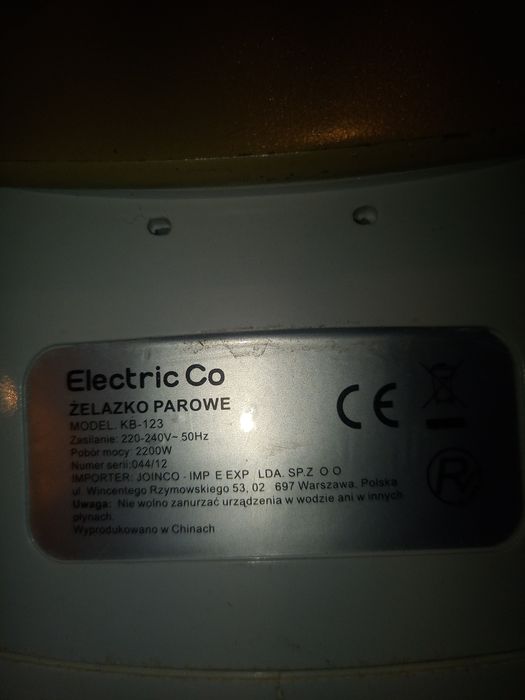 Electric Co
ŻELAZKO PAROWE
MODEL. KB-123
Zasilanie: 220-240V~ 50Hz
Pobór mocy: 2200W
Numer serii:044/12
IMPORTER: JOINCO - IMP E EXP LDA. SP.Z O O
ul. Wincentego Rzymowskiego 53, 02 697 Warszawa. Polska
Uwaga: Nie wolno zanurzać urządzenia w wodzie ani w innych
płynach.
Wyprodukowano w Chinach
CE
R